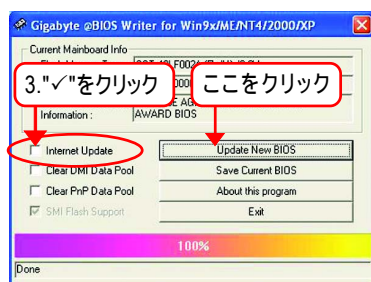 Gigabyte @BIOS Writer for Win9x/ME/NT4/2000/XP
Current Mainboard Info
3."✓"をクリック
ここをクリック
Information :
AWARD BIOS
Internet Update
Update New BIOS
Clear DMI Data Pool
Save Current BIOS
Clear PnP Data Pool
About this program
SMI Flash Support
Exit
100%
Done